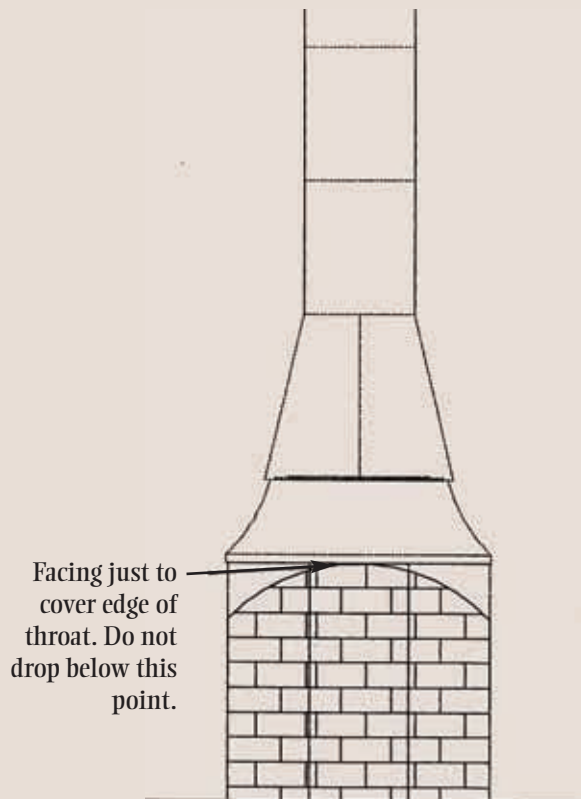 Facing just to
cover edge of
throat. Do not
drop below this
point.